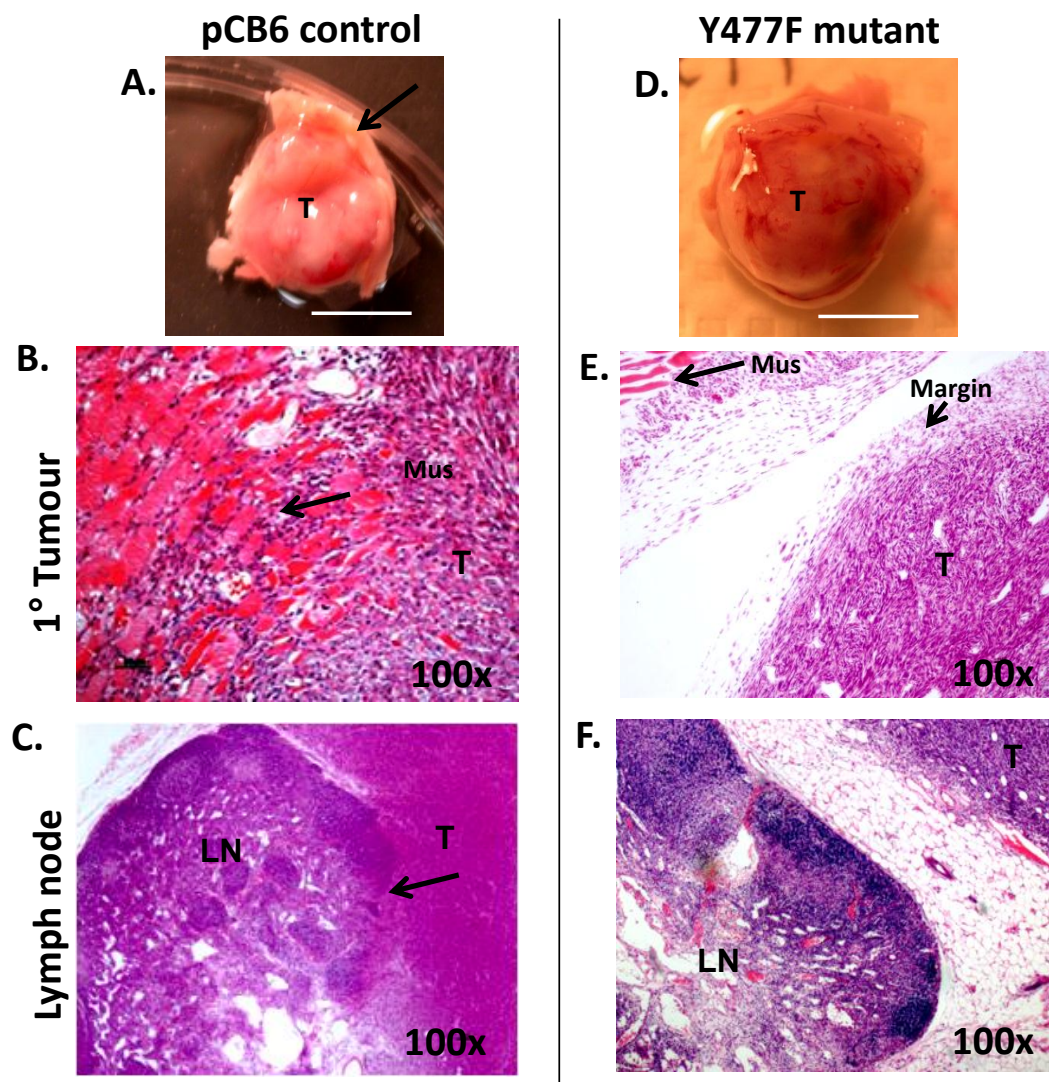 pCB6 control
Y477F mutant
A.
T
D.
T
1° Tumour
B.
Mus
T
100x
E.
Mus
Margin
T
100x
Lymph node
C.
LN
T
100x
F.
T
LN
100x